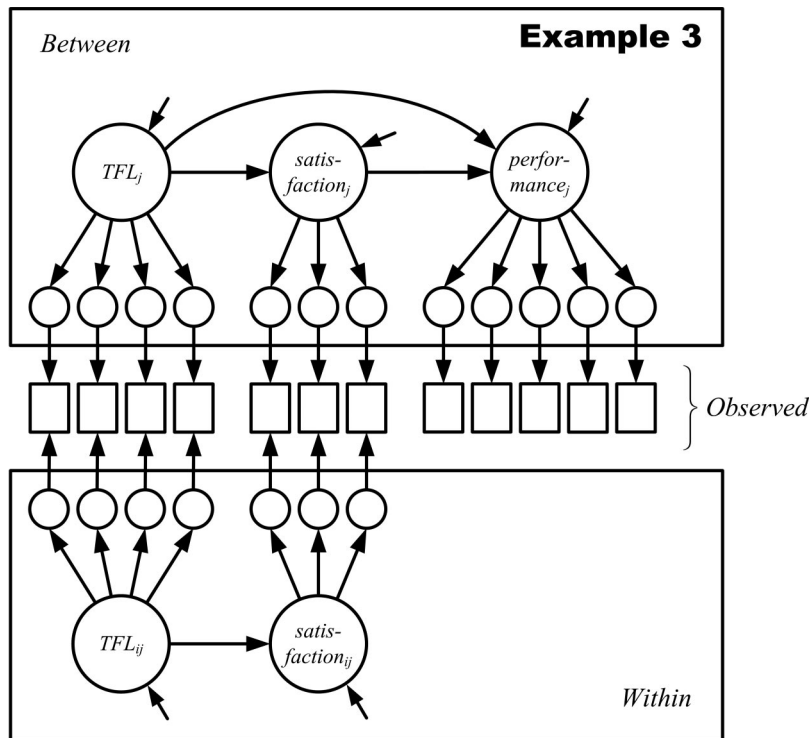 Between
Example 3
TFLj
satis-
factionj
perfor-
mancej
Observed
TFLij
satis-
factionij
Within